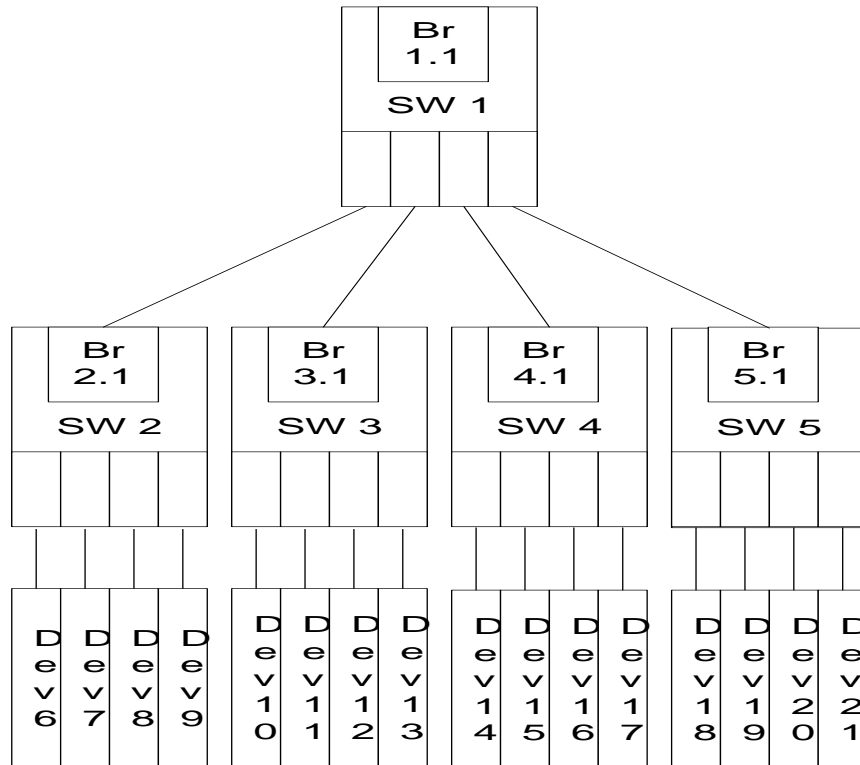 Br
1.1
SW 1
Br
2.1
SW 2
Br
3.1
SW 3
Br
4.1
SW 4
Br
5.1
SW 5
Dev6
Dev7
Dev8
Dev9
Dev10
Dev11
Dev12
Dev13
Dev14
Dev15
Dev16
Dev17
Dev18
Dev19
Dev20
Dev21